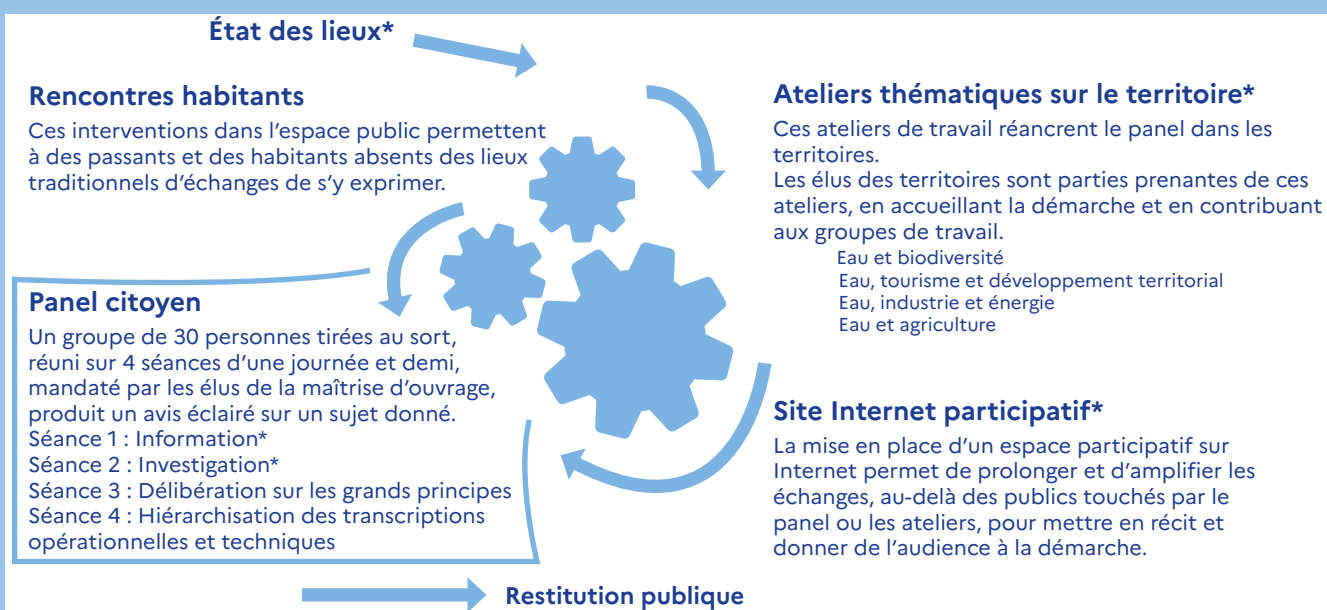 État des lieux*
Rencontres habitants
Ces interventions dans l'espace public permettent
à des passants et des habitants absents des lieux
traditionnels d'échanges de s'y exprimer.
Panel citoyen
Un groupe de 30 personnes tirées au sort,
réuni sur 4 séances d'une journée et demi,
mandaté par les élus de la maîtrise d'ouvrage,
produit un avis éclairé sur un sujet donné.
Séance 1 : Information*
Séance 2 : Investigation*
Séance 3 : Délibération sur les grands principes
Séance 4 : Hiérarchisation des transcriptions
opérationnelles et techniques
Ateliers thématiques sur le territoire*
Ces ateliers de travail réancrent le panel dans les
territoires.
Les élus des territoires sont parties prenantes de ces
ateliers, en accueillant la démarche et en contribuant
aux groupes de travail.
Eau et biodiversité
Eau, tourisme et développement territorial
Eau, industrie et énergie
Eau et agriculture
Site Internet participatif*
La mise en place d'un espace participatif sur
Internet permet de prolonger et d'amplifier les
échanges, au-delà des publics touchés par le
panel ou les ateliers, pour mettre en récit et
donner de l'audience à la démarche.
Restitution publique